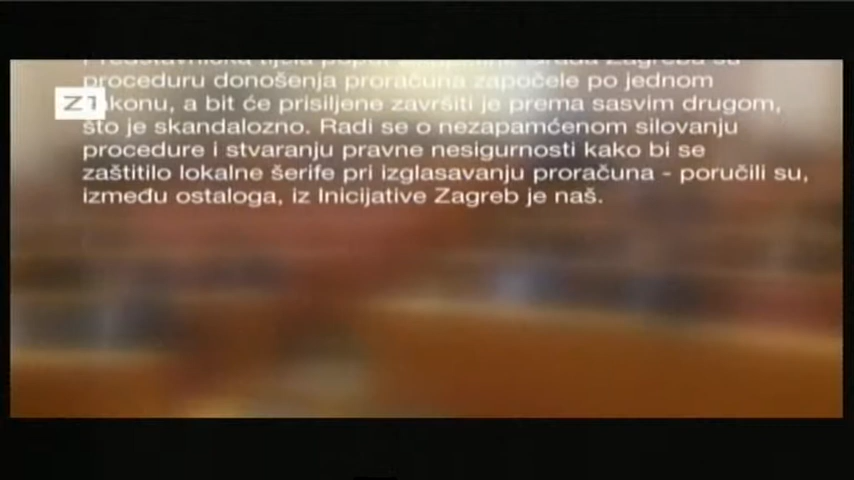 proceduru donošenja proračuna započele po jednom
zakonu, a bit će prisiljene završiti je prema sasvim drugom,
što je skandalozno. Radi se o nezapamćenom silovanju
procedure i stvaranju pravne nesigurnosti kako bi se
zaštitilo lokalne šerife pri izglasavanju proračuna - poručili su,
između ostaloga, iz Inicijative Zagreb je naš.
Z1